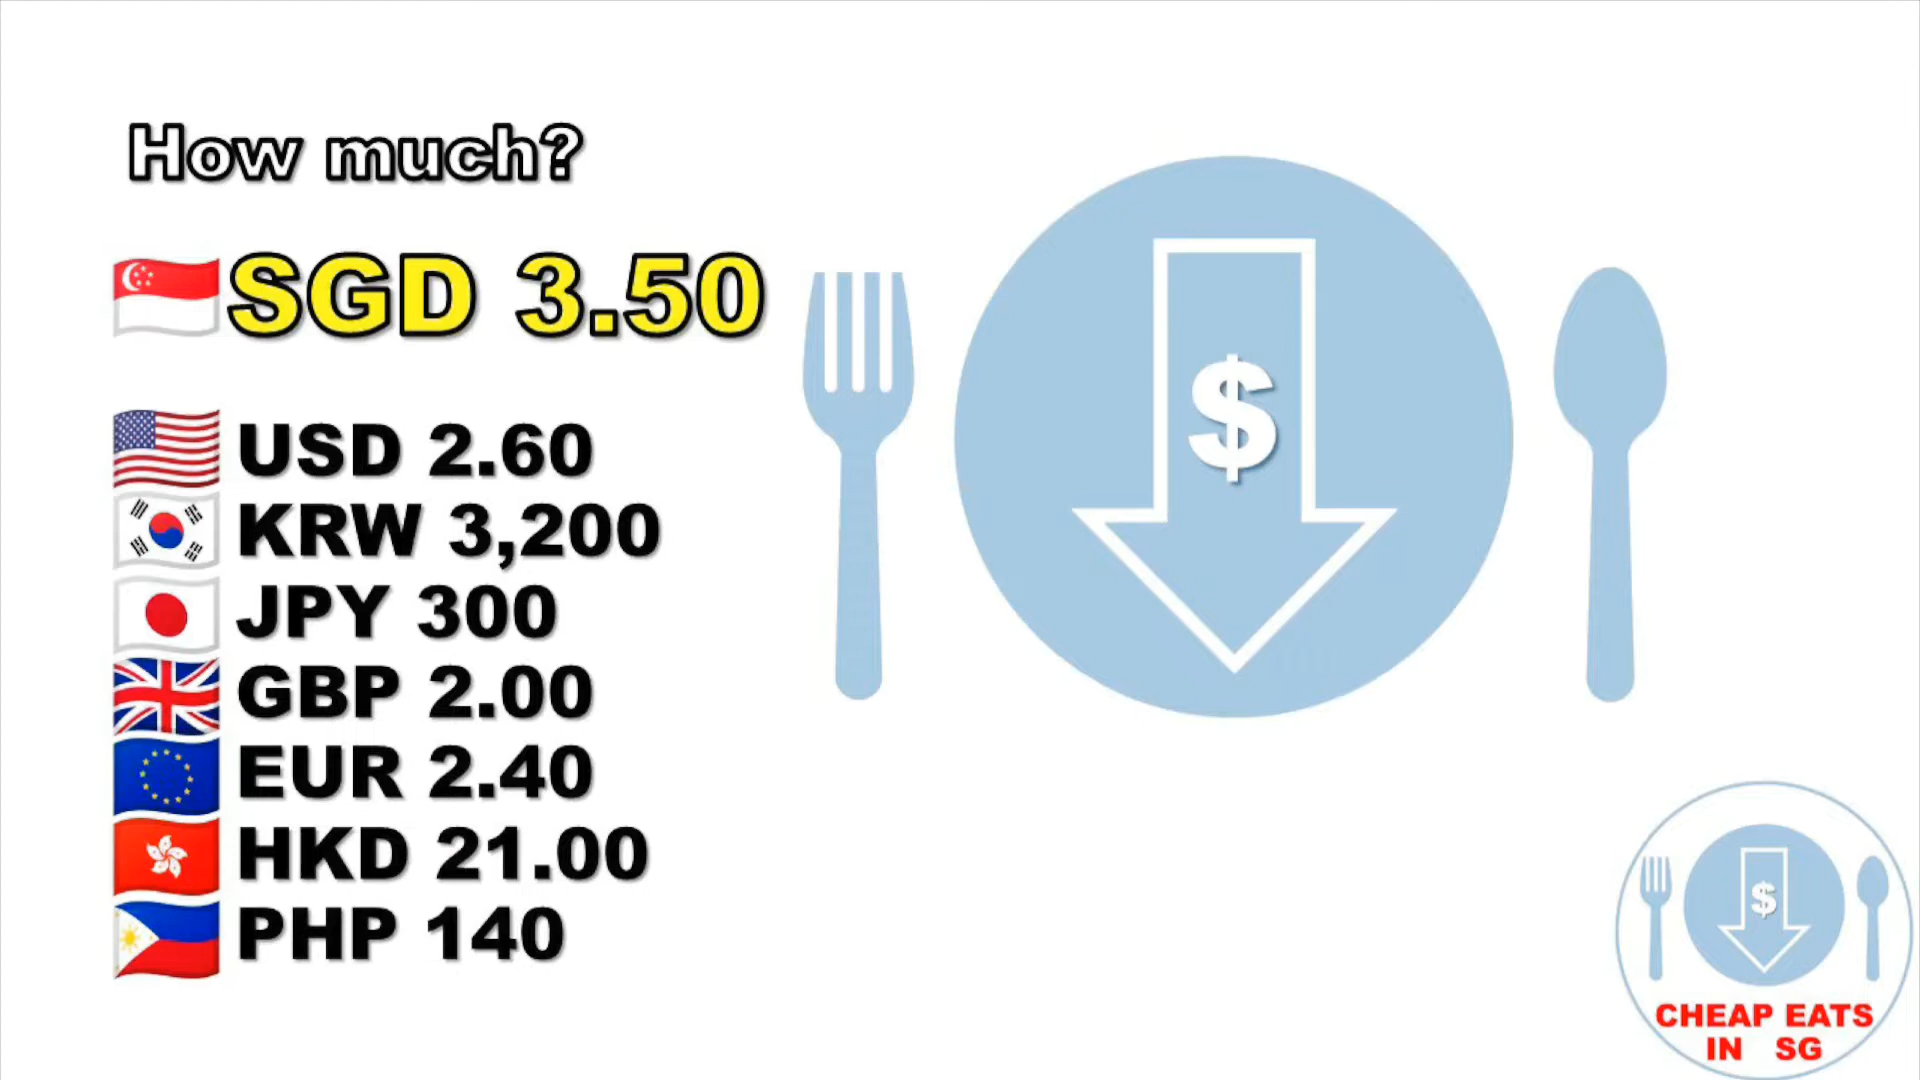 How much?
SGD 3.50
USD 2.60
KRW 3,200
JPY 300
GBP 2.00
EUR 2.40
HKD 21.00
PHP 140
$
$
CHEAP EATS
IN SG